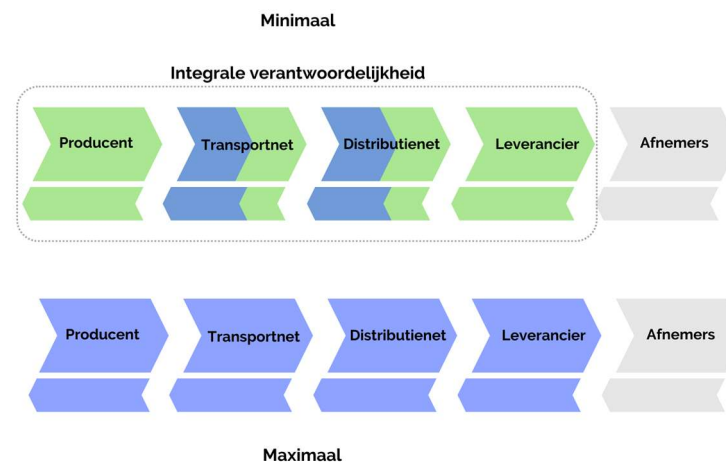 Minimaal
Integrale verantwoordelijkheid
Producent
Transportnet
Distributienet
Leverancier
Afnemers
Producent
Transportnet
Distributienet
Leverancier
Afnemers
Maximaal